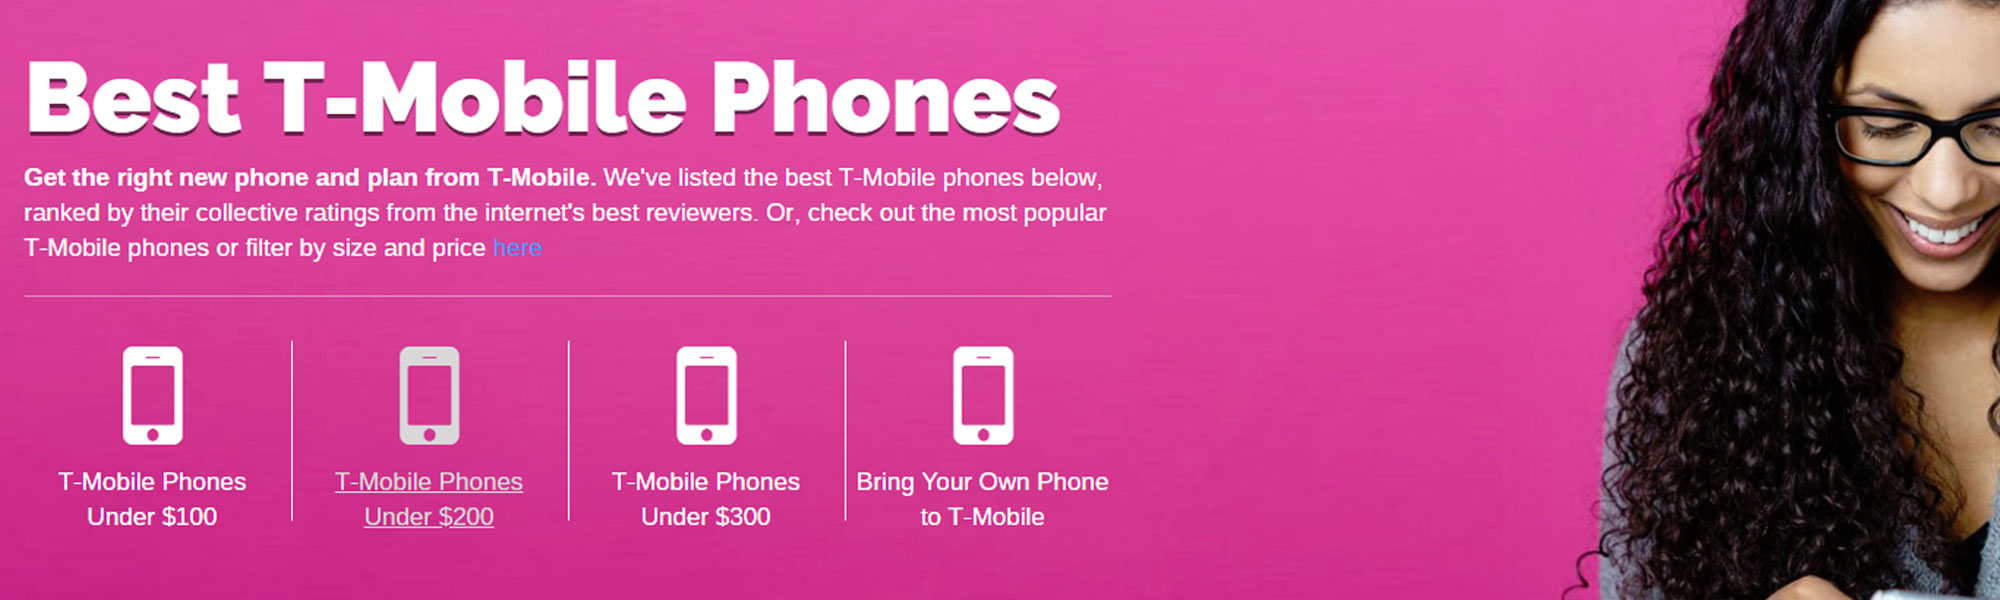 Best T-Mobile Phones
Get the right new phone and plan from T-Mobile. We've listed the best T-Mobile phones below,
ranked by their collective ratings from the internet's best reviewers. Or, check out the most popular
T-Mobile phones or filter by size and price here
T-Mobile Phones
Under $100
T-Mobile Phones
Under $200
T-Mobile Phones
Under $300
Bring Your Own Phone
to T-Mobile